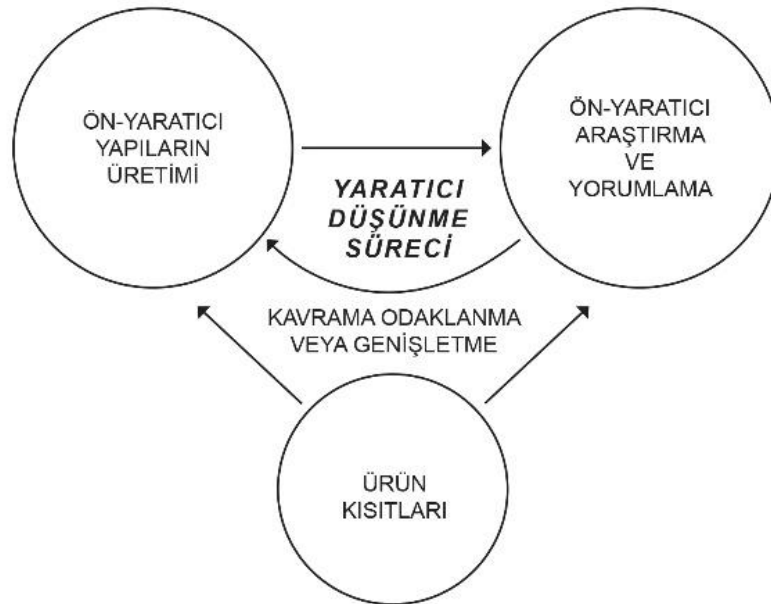 ÖN-YARATICI
YAPILARIN
ÜRETİMİ
ÖN-YARATICI
ARAŞTIRMA
VE
YORUMLAMA
YARATICI
DÜŞÜNME
SÜRECİ
KAVRAMA ODAKLANMA
VEYA GENİŞLETME
ÜRÜN
KISITLARI